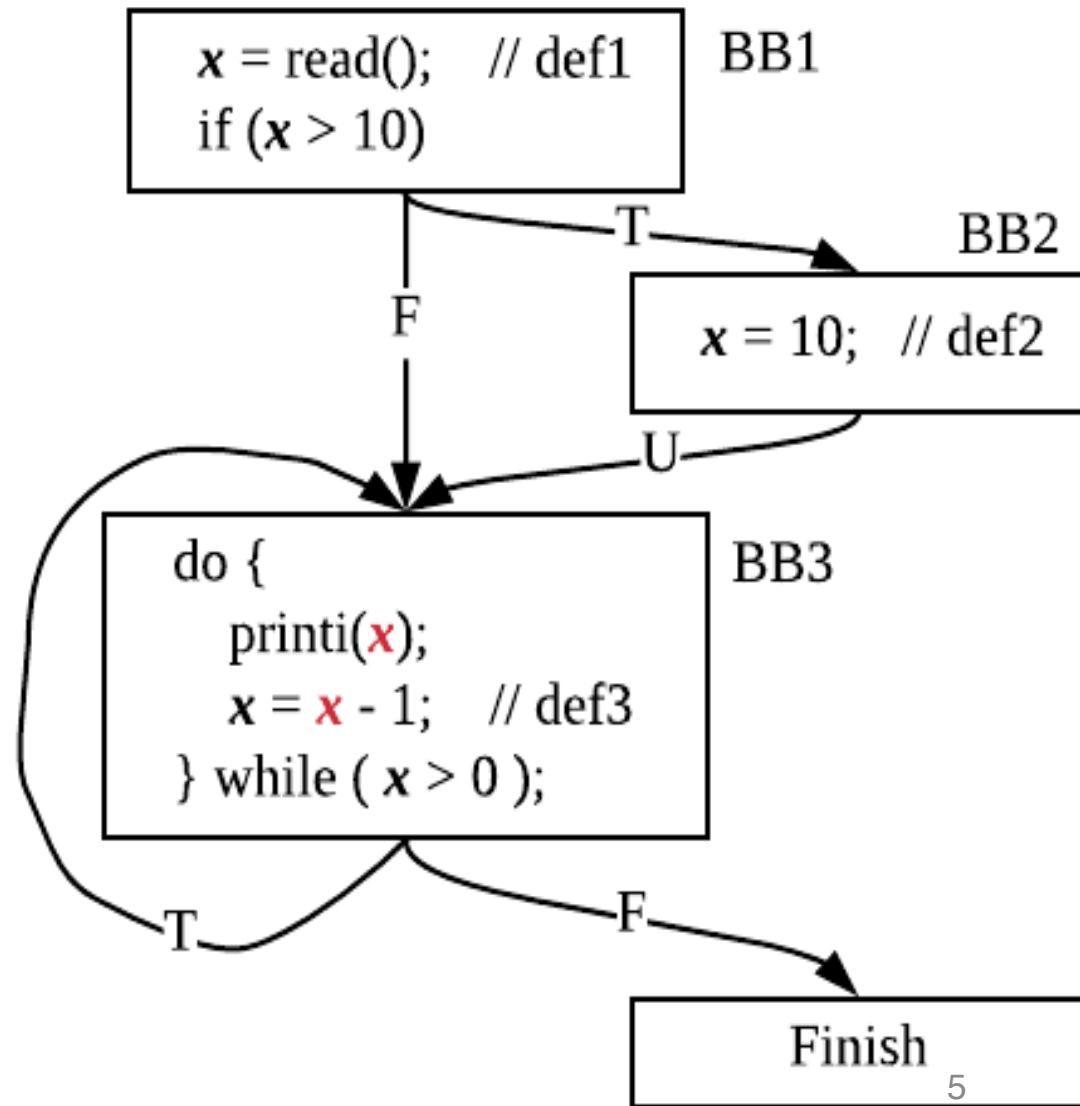 x = read(); // def1
if (x > 10)
BB1
T
BB2
F
x = 10; // def2
U
do {
BB3
printi(x);
x = x - 1; // def3
} while ( x > 0 );
T
F
Finish
5